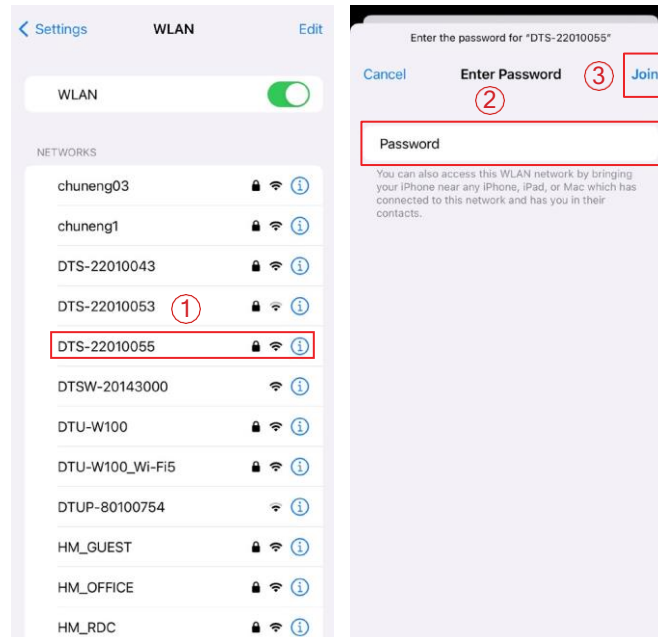 Settings
WLAN
Edit
WLAN
NETWORKS
chuneng03
chuneng1
DTS-22010043
DTS-22010053
①
DTS-22010055
DTSW-20143000
DTU-W100
DTU-W100_Wi-Fi5
DTUP-80100754
HM_GUEST
HM_OFFICE
HM_RDC
Enter the password for "DTS-22010055"
Cancel
Enter Password
③
Join
②
Password
You can also access this WLAN network by bringing
your iPhone near any iPhone, iPad, or Mac which has
connected to this network and has you in their
contacts.